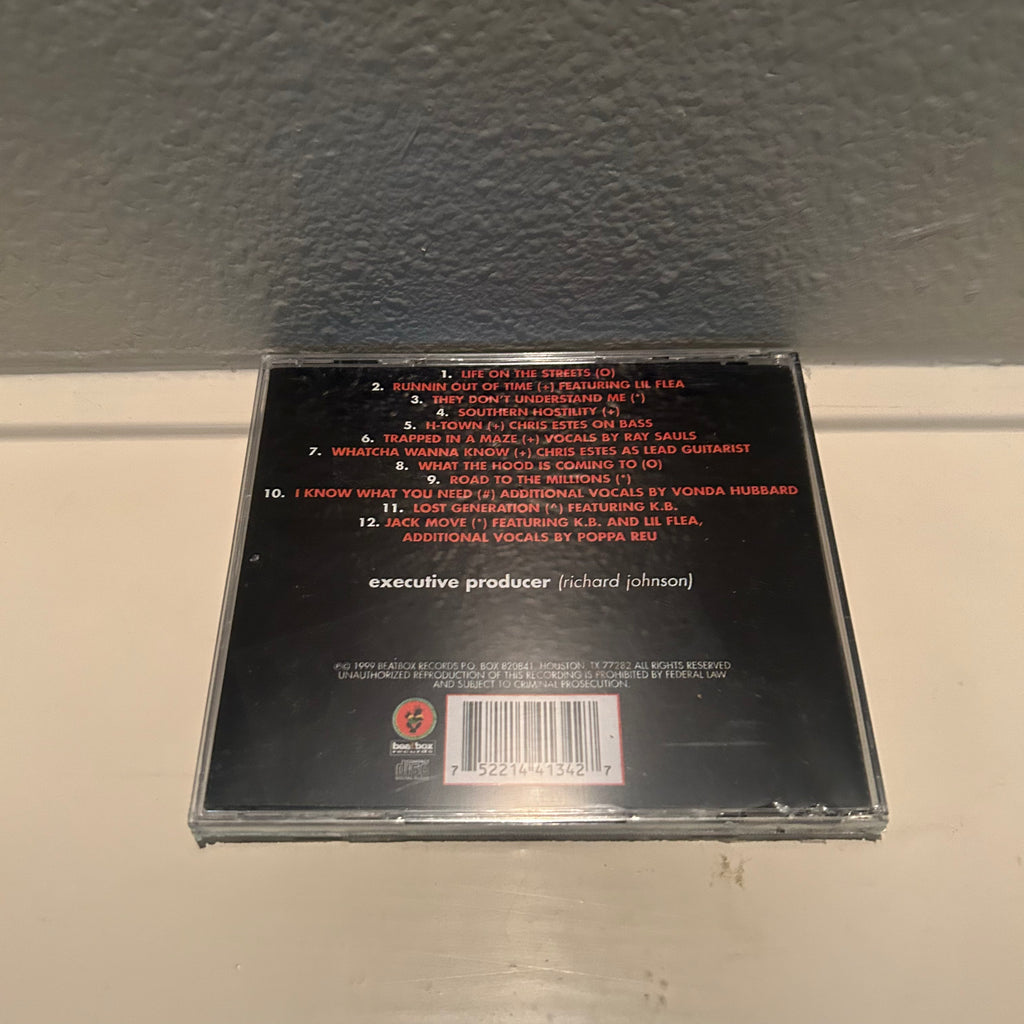 1. LIFE ON THE STREETS (O)
2. RUNNIN OUT OF TIME (+) FEATURING LIL FLEA
3. THEY DON'T UNDERSTAND ME (*)
4. SOUTHERN HOSTILITY (+)
5. H-TOWN (+) CHRIS ESTES ON BASS
6. TRAPPED IN A MAZE (+) VOCALS BY RAY SAULS
7. WHATCHA WANNA KNOW (+) CHRIS ESTES AS LEAD GUITARIST
8. WHAT THE HOOD IS COMING TO (O)
9. ROAD TO THE MILLIONS (*)
10. I KNOW WHAT YOU NEED (#) ADDITIONAL VOCALS BY VONDA HUBBARD
11. LOST GENERATION (^) FEATURING K.B.
12. JACK MOVE (*) FEATURING K.B. AND LIL FLEA,
ADDITIONAL VOCALS BY POPPA REU
executive producer (richard johnson)
℗© 1999 BEATBOX RECORDS P.O. BOX 820841, HOUSTON, TX 77282 ALL RIGHTS RESERVED
UNAUTHORIZED REPRODUCTION OF THIS RECORDING IS PROHIBITED BY FEDERAL LAW
AND SUBJECT TO CRIMINAL PROSECUTION.
beatbox
records
disc
DIGITAL AUDIO
7 52214 41342 7